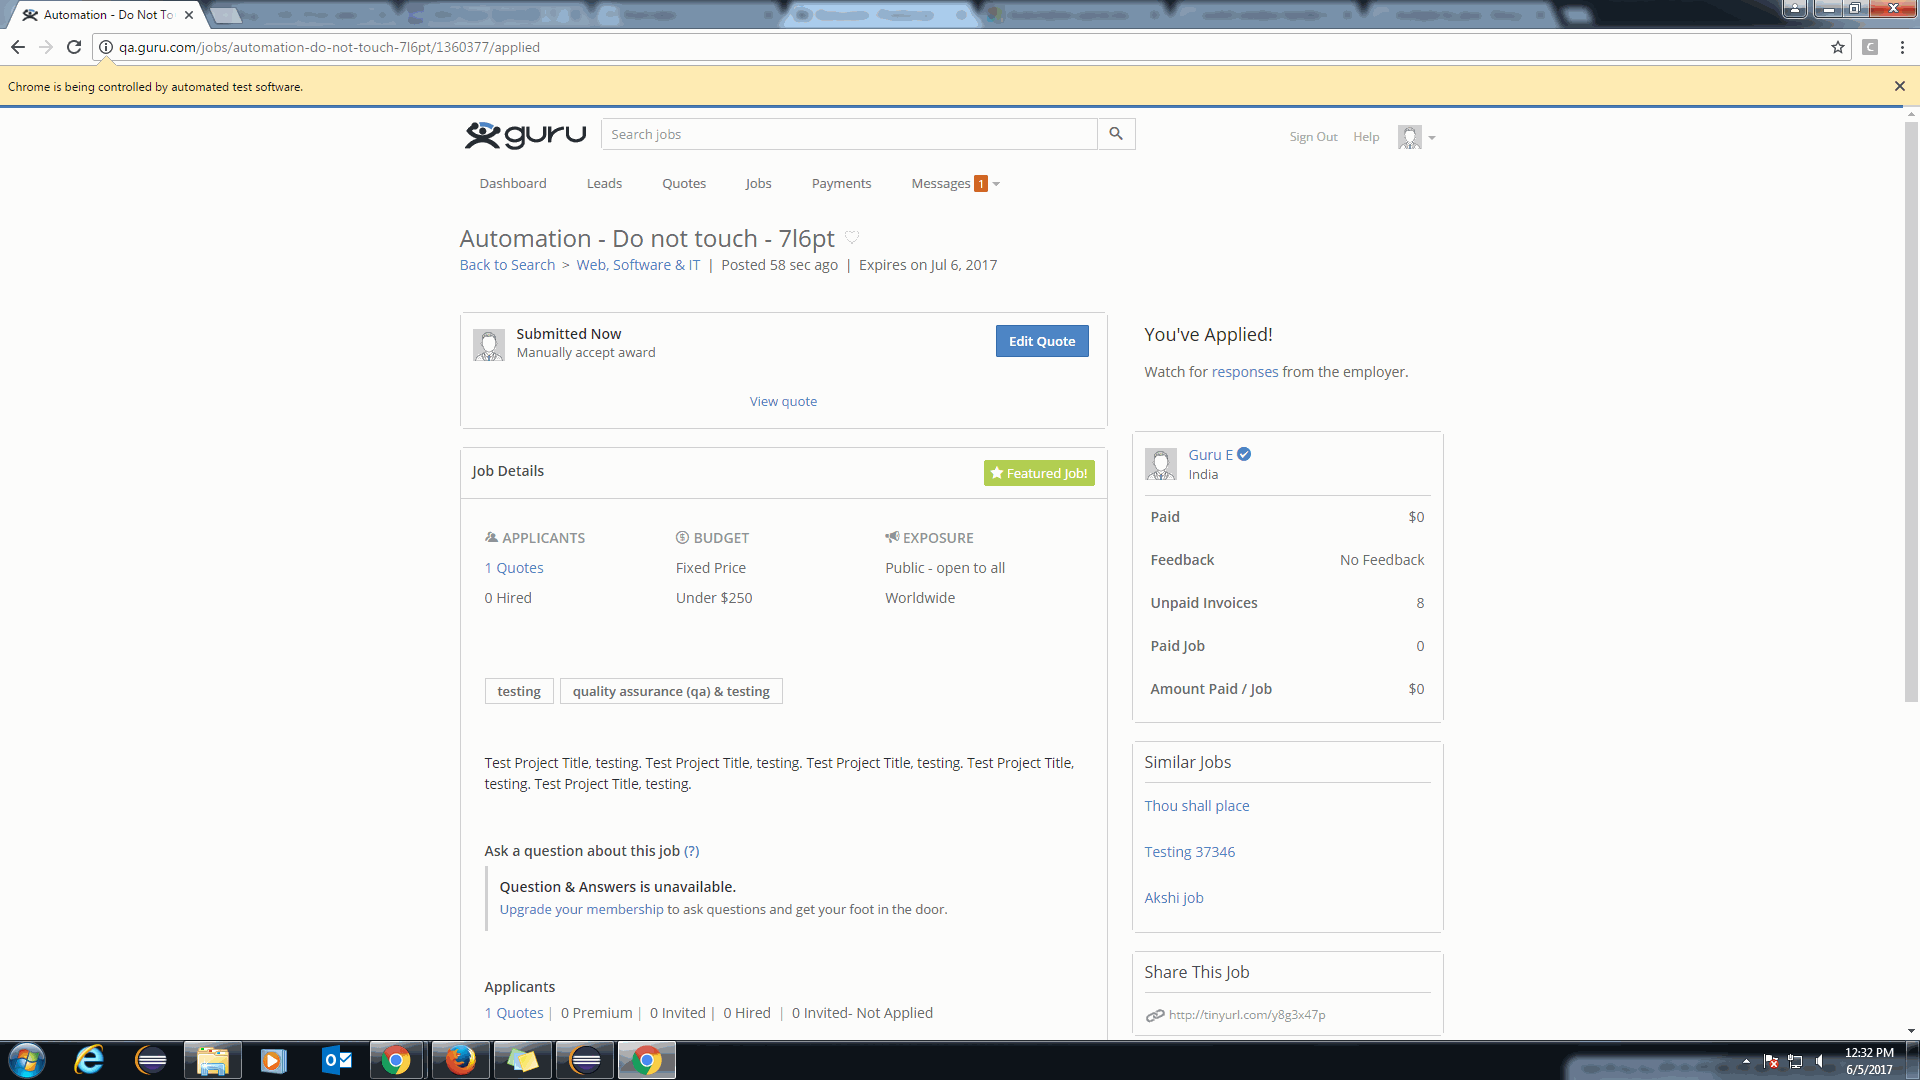 Automation - Do Not To
qa.guru.com/jobs/automation-do-not-touch-7l6pt/1360377/applied
Chrome is being controlled by automated test software.
guru
Search jobs
Sign Out
Help
Dashboard
Leads
Quotes
Jobs
Payments
Messages 1
Automation - Do not touch - 7l6pt
Back to Search > Web, Software & IT | Posted 58 sec ago | Expires on Jul 6, 2017
Submitted Now
Manually accept award
Edit Quote
View quote
You've Applied!
Watch for responses from the employer.
Job Details
Featured Job!
APPLICANTS
BUDGET
EXPOSURE
1 Quotes
Fixed Price
Public - open to all
0 Hired
Under $250
Worldwide
testing
quality assurance (qa) & testing
Test Project Title, testing. Test Project Title, testing. Test Project Title, testing. Test Project Title,
testing. Test Project Title, testing.
Ask a question about this job (?)
Question & Answers is unavailable.
Upgrade your membership to ask questions and get your foot in the door.
Applicants
1 Quotes | 0 Premium | 0 Invited | 0 Hired | 0 Invited- Not Applied
Guru E
India
Paid $0
Feedback No Feedback
Unpaid Invoices 8
Paid Job 0
Amount Paid / Job $0
Similar Jobs
Thou shall place
Testing 37346
Akshi job
Share This Job
http://tinyurl.com/y8g3x47p
12:32 PM
6/5/2017